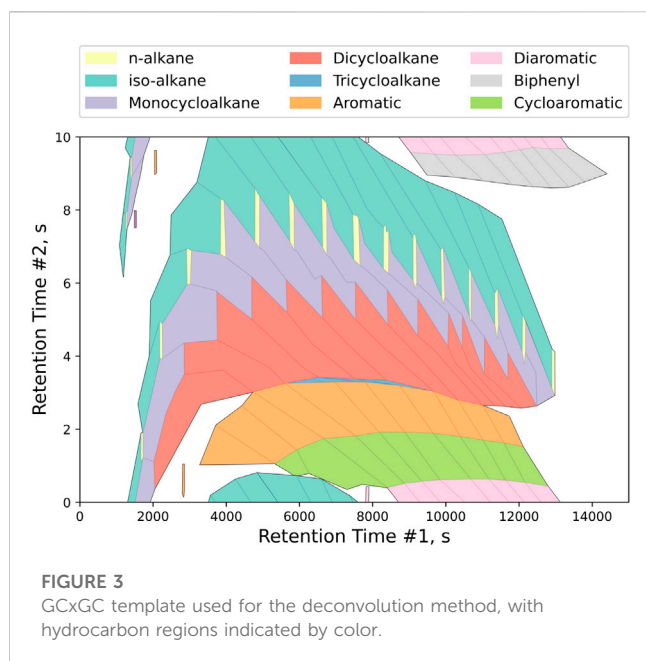 n-alkane Dicycloalkane Diaromatic
iso-alkane Tricycloalkane Biphenyl
Monocycloalkane Aromatic Cycloaromatic
10
8
6
4
2
0
Retention Time #2, s
0 2000 4000 6000 8000 10000 12000 14000
Retention Time #1, s
FIGURE 3
GCxGC template used for the deconvolution method, with
hydrocarbon regions indicated by color.